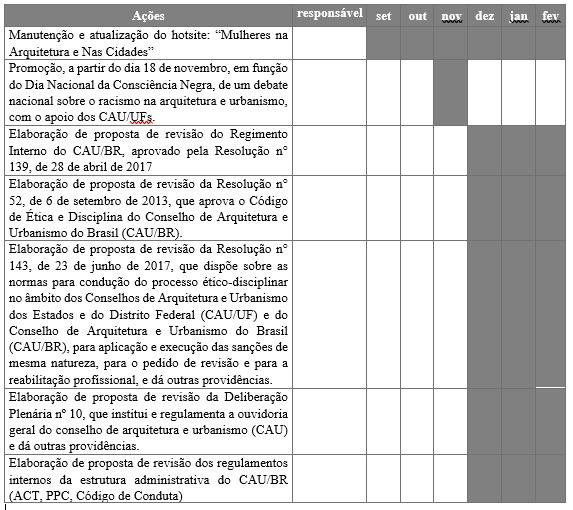 Ações responsável set out nov dez jan fev
Manutenção e atualização do hotsite: “Mulheres na
Arquitetura e Nas Cidades”
Promoção, a partir do dia 18 de novembro, em função
do Dia Nacional da Consciência Negra, de um debate
nacional sobre o racismo na arquitetura e urbanismo,
com o apoio dos CAU/UFs.
Elaboração de proposta de revisão do Regimento
Interno do CAU/BR, aprovado pela Resolução n°
139, de 28 de abril de 2017
Elaboração de proposta de revisão da Resolução n°
52, de 6 de setembro de 2013, que aprova o Código
de Ética e Disciplina do Conselho de Arquitetura e
Urbanismo do Brasil (CAU/BR).
Elaboração de proposta de revisão da Resolução n°
143, de 23 de junho de 2017, que dispõe sobre as
normas para condução do processo ético-disciplinar
no âmbito dos Conselhos de Arquitetura e Urbanismo
dos Estados e do Distrito Federal (CAU/UF) e do
Conselho de Arquitetura e Urbanismo do Brasil
(CAU/BR), para aplicação e execução das sanções de
mesma natureza, para o pedido de revisão e para a
reabilitação profissional, e dá outras providências.
Elaboração de proposta de revisão da Deliberação
Plenária nº 10, que institui e regulamenta a ouvidoria
geral do conselho de arquitetura e urbanismo (CAU)
e dá outras providências.
Elaboração de proposta de revisão dos regulamentos
internos da estrutura administrativa do CAU/BR
(ACT, PPC, Código de Conduta)